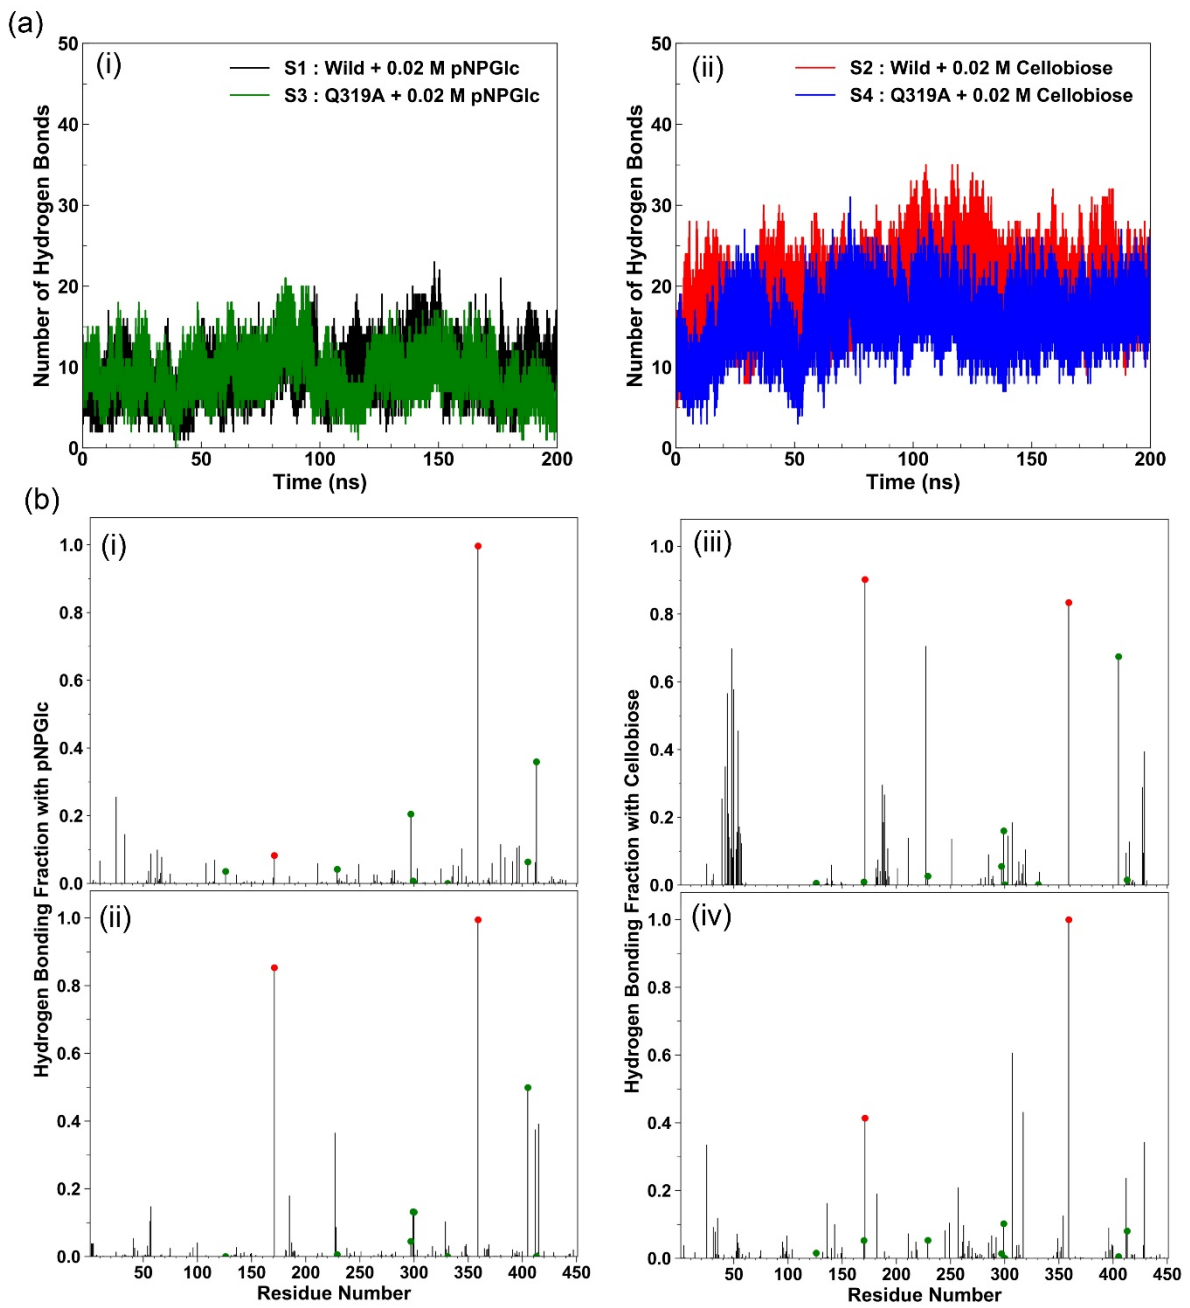 (a)
(i)
S1 : Wild + 0.02 M pNPGlc
S3 : Q319A + 0.02 M pNPGlc
Number of Hydrogen Bonds
50
40
30
20
10
0
0 50 100 150 200
Time (ns)
(ii)
S2 : Wild + 0.02 M Cellobiose
S4 : Q319A + 0.02 M Cellobiose
Number of Hydrogen Bonds
50
40
30
20
10
0
0 50 100 150 200
Time (ns)
(b)
(i)
1.0
0.8
0.6
0.4
0.2
0.0
(ii)
1.0
0.8
0.6
0.4
0.2
0.0
Hydrogen Bonding Fraction with pNPGlc
50 100 150 200 250 300 350 400 450
Residue Number
(iii)
1.0
0.8
0.6
0.4
0.2
0.0
(iv)
1.0
0.8
0.6
0.4
0.2
0.0
Hydrogen Bonding Fraction with Cellobiose
50 100 150 200 250 300 350 400 450
Residue Number